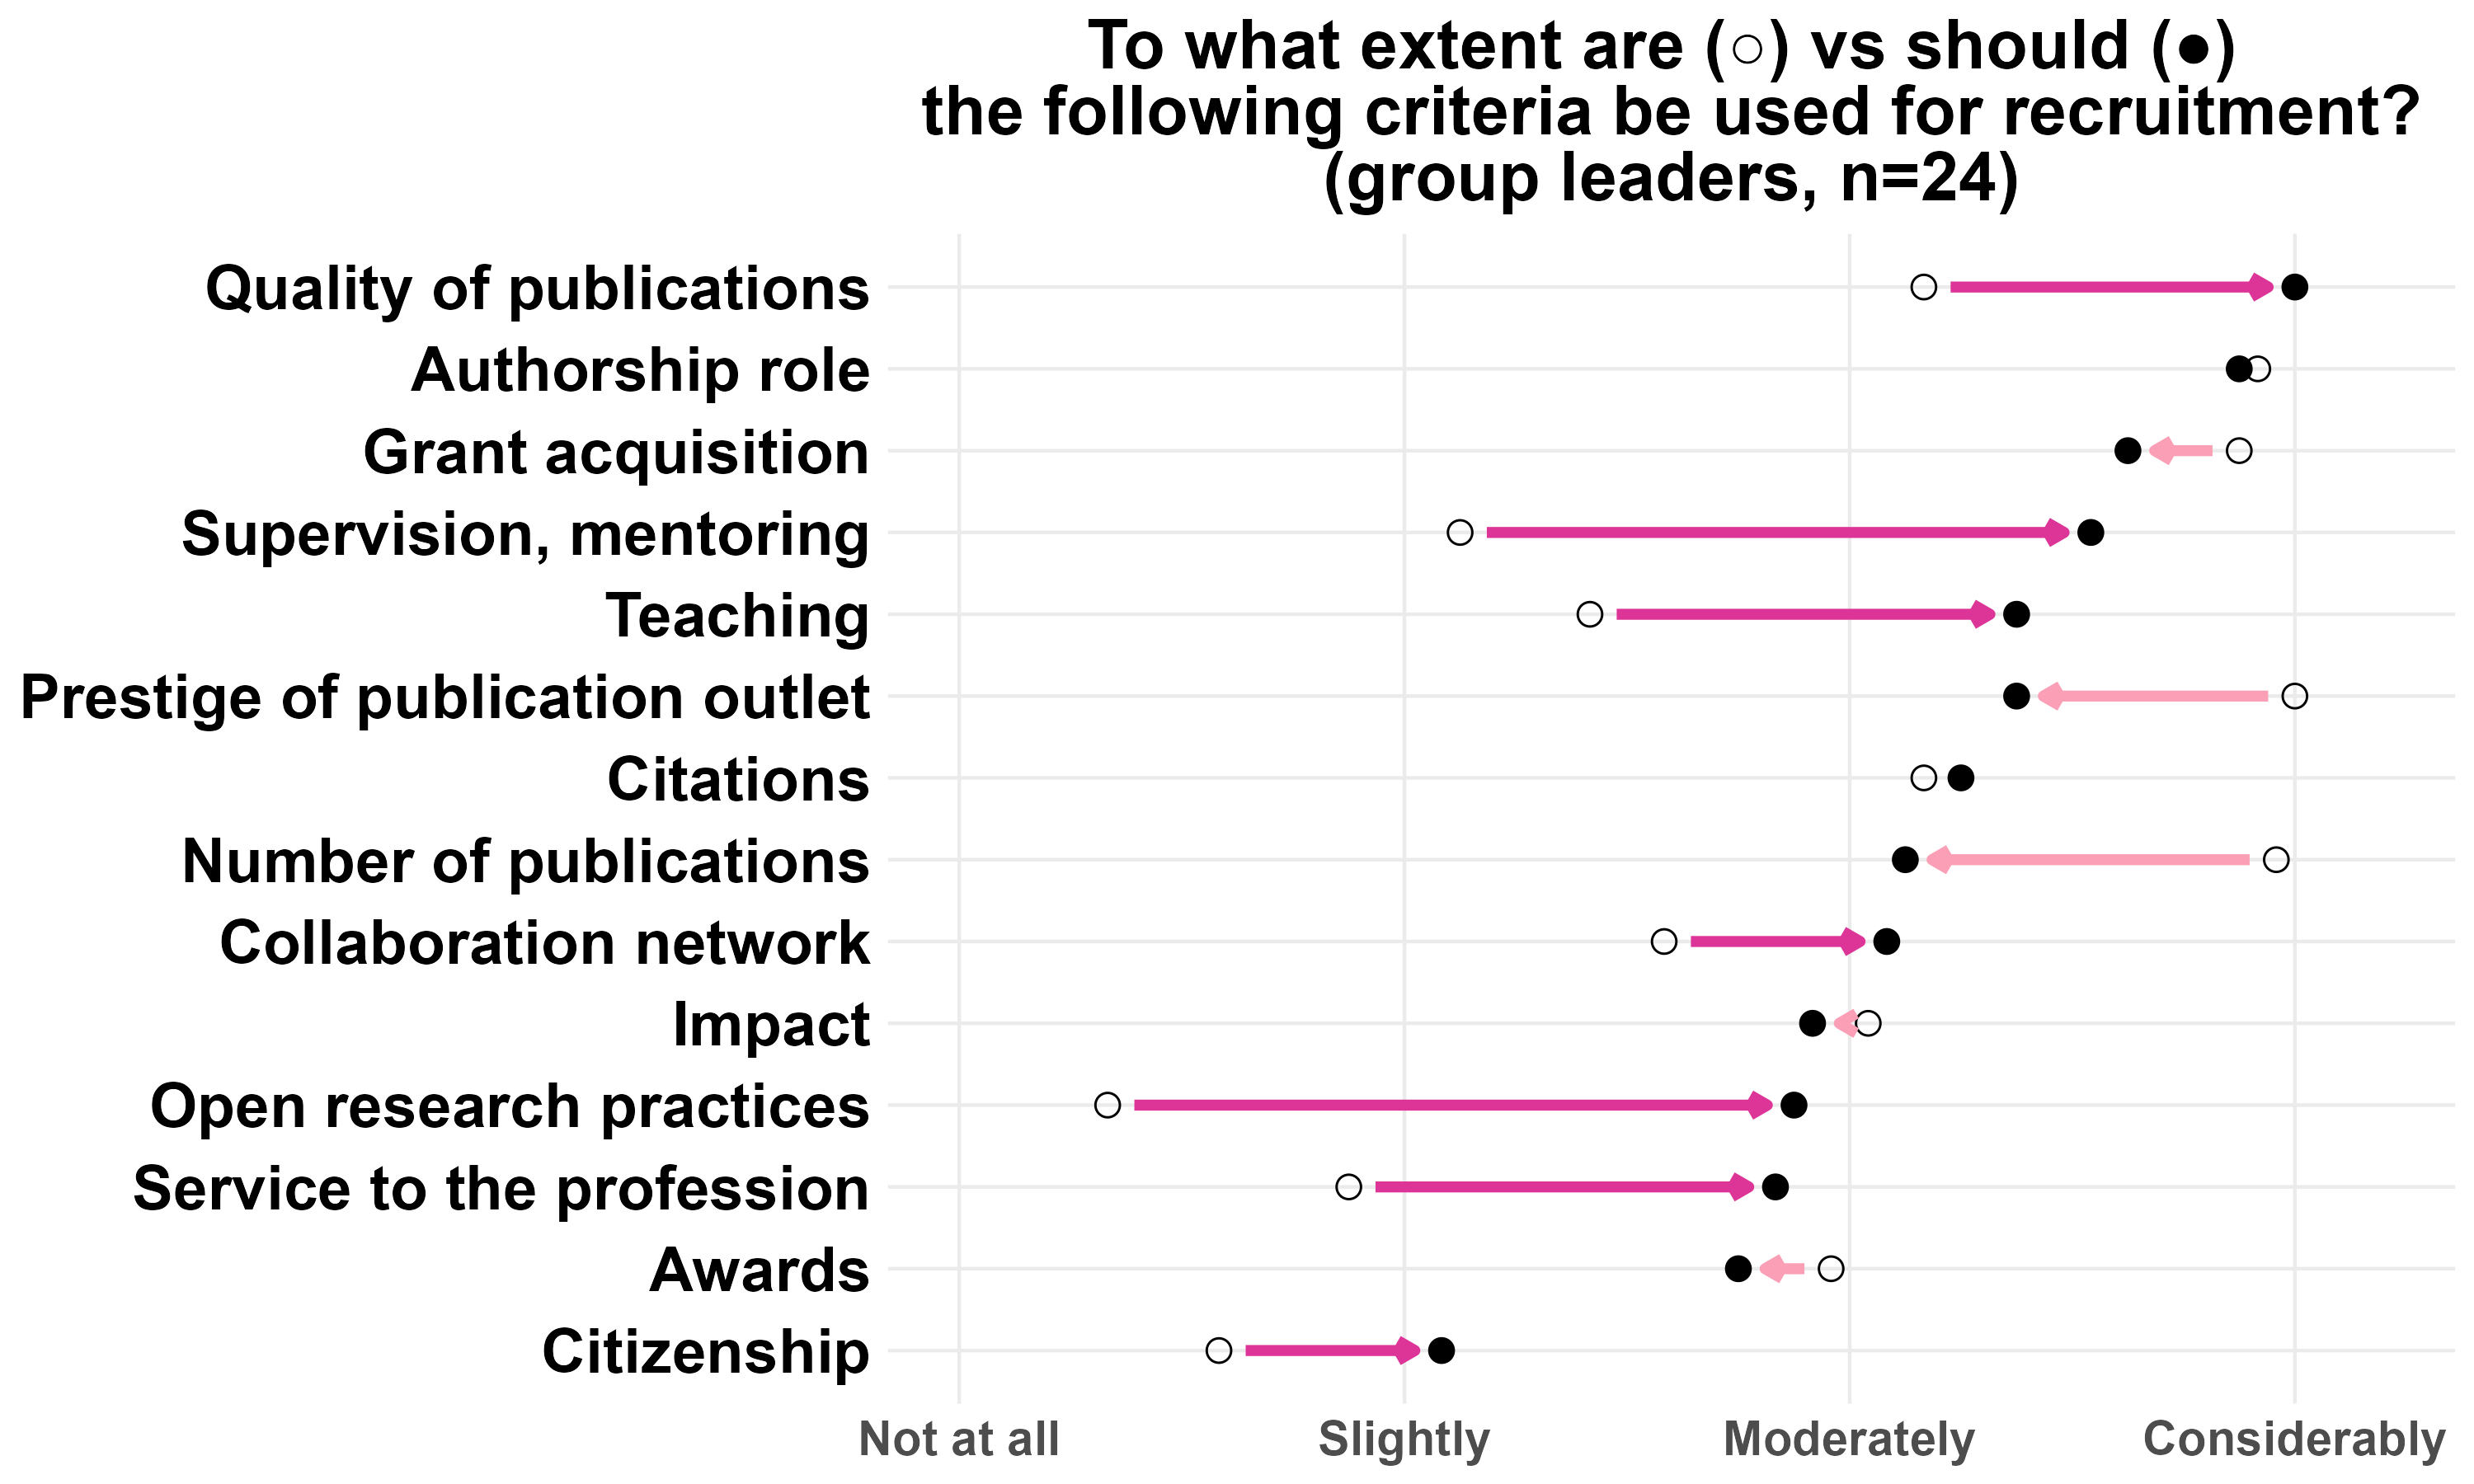 To what extent are (○) vs should (●)
the following criteria be used for recruitment?
(group leaders, n=24)
Quality of publications
Authorship role
Grant acquisition
Supervision, mentoring
Teaching
Prestige of publication outlet
Citations
Number of publications
Collaboration network
Impact
Open research practices
Service to the profession
Awards
Citizenship
Not at all
Slightly
Moderately
Considerably